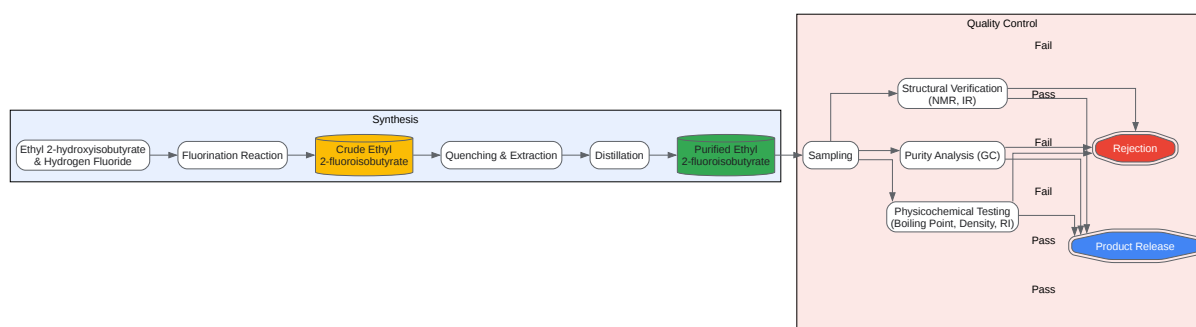 Synthesis
Ethyl 2-hydroxyisobutyrate
& Hydrogen Fluoride
Fluorination Reaction
Crude Ethyl
2-fluoroisobutyrate
Quenching & Extraction
Distillation
Purified Ethyl
2-fluoroisobutyrate
Quality Control
Sampling
Structural Verification
(NMR, IR)
Purity Analysis (GC)
Physicochemical Testing
(Boiling Point, Density, RI)
Fail
Pass
Fail
Fail
Pass
Pass
Rejection
Product Release